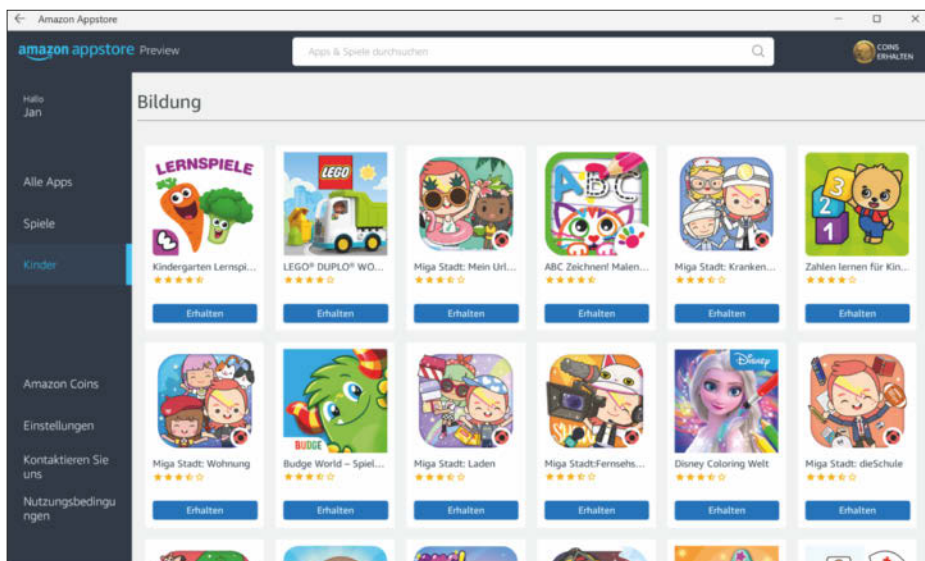 Amazon Appstore
amazon appstore Preview
Apps & Spiele durchsuchen
COINS
ERHALTEN
Hallo
Jan
Alle Apps
Spiele
Kinder
Amazon Coins
Einstellungen
Kontaktieren Sie
uns
Nutzungsbedingu
ngen
Bildung
LERNSPIELE
LEGO
ABC
3
2
1
Kindergarten Lernspi...
LEGO® DUPLO® WO...
Miga Stadt: Mein Url...
ABC Zeichnen! Malen...
Miga Stadt: Kranken...
Zahlen lernen für Kin...
Erhalten
Erhalten
Erhalten
Erhalten
Erhalten
Erhalten
BUDGE
Disney
Miga Stadt: Wohnung
Budge World – Spiel...
Miga Stadt: Laden
Miga Stadt:Fernsehs...
Disney Coloring Welt
Miga Stadt: dieSchule
Erhalten
Erhalten
Erhalten
Erhalten
Erhalten
Erhalten